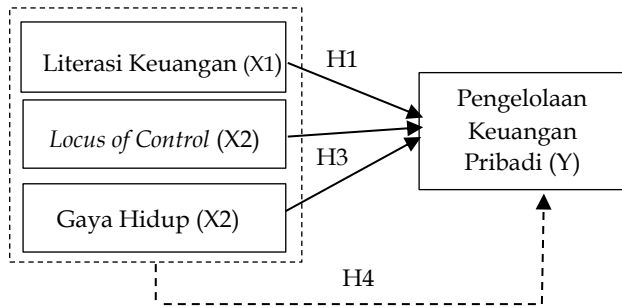 Literasi Keuangan (X1)
H1
Locus of Control (X2)
H3
Gaya Hidup (X2)
Pengelolaan
Keuangan
Pribadi (Y)
H4